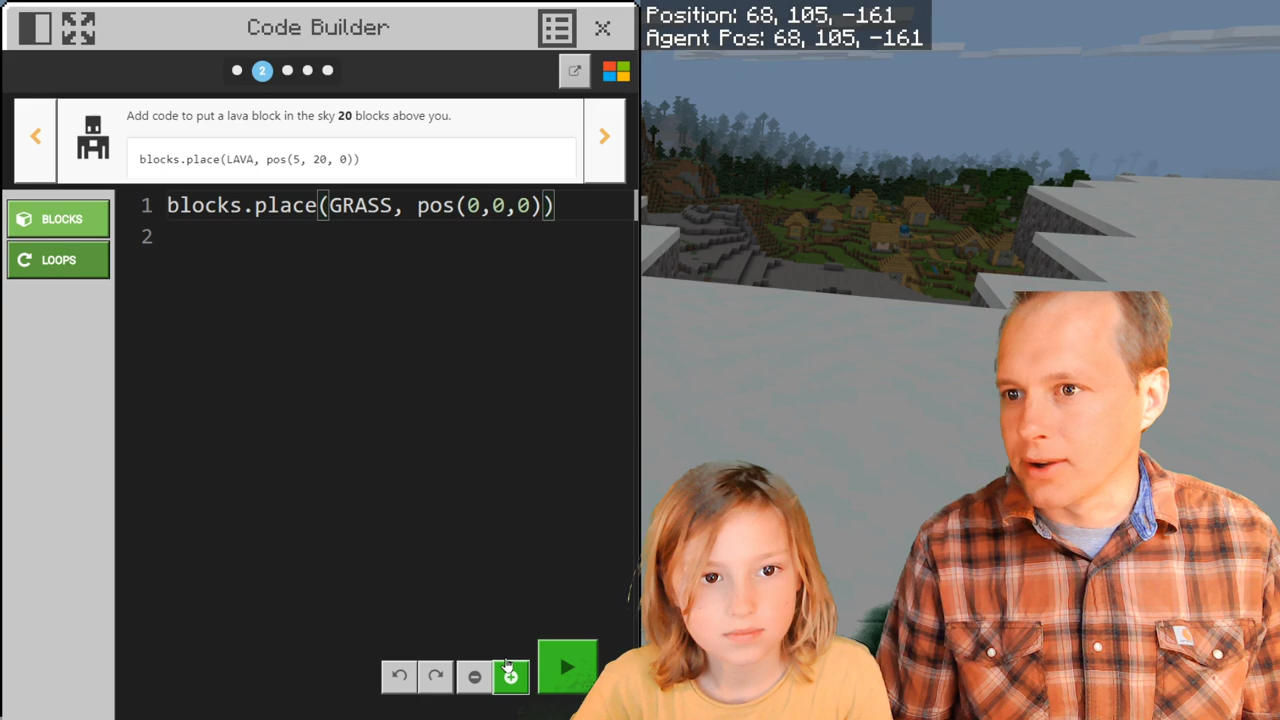 Code Builder
Position: 68, 105, -161
Agent Pos: 68, 105, -161
2
Add code to put a lava block in the sky 20 blocks above you.
blocks.place(LAVA, pos(5, 20, 0))
BLOCKS
LOOPS
1 blocks.place(GRASS, pos(0,0,0))
2